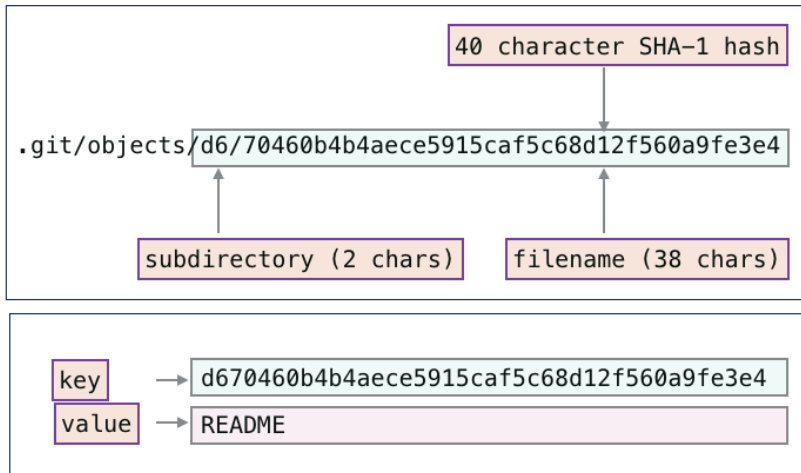 40 character SHA-1 hash
.git/objects/d6/70460b4b4aece5915caf5c68d12f560a9fe3e4
subdirectory (2 chars) filename (38 chars)
key d670460b4b4aece5915caf5c68d12f560a9fe3e4
value README